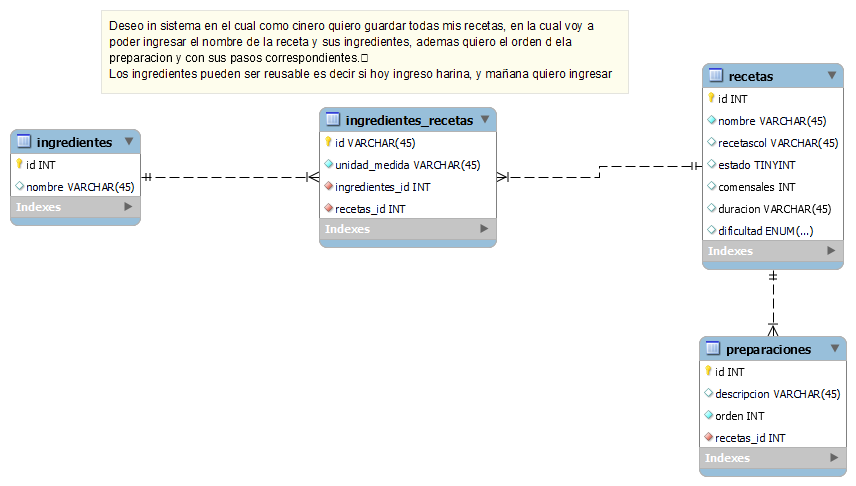 Deseo in sistema en el cual como cinero quiero guardar todas mis recetas, en la cual voy a
poder ingresar el nombre de la receta y sus ingredientes, ademas quiero el orden d ela
preparacion y con sus pasos correspondientes.
Los ingredientes pueden ser reusable es decir si hoy ingreso harina, y mañana quiero ingresar
ingredientes
id INT
nombre VARCHAR(45)
Indexes
ingredientes_recetas
id VARCHAR(45)
unidad_medida VARCHAR(45)
ingredientes_id INT
recetas_id INT
Indexes
recetas
id INT
nombre VARCHAR(45)
recetascol VARCHAR(45)
estado TINYINT
comensales INT
duracion VARCHAR(45)
dificultad ENUM(...)
Indexes
preparaciones
id INT
descripcion VARCHAR(45)
orden INT
recetas_id INT
Indexes